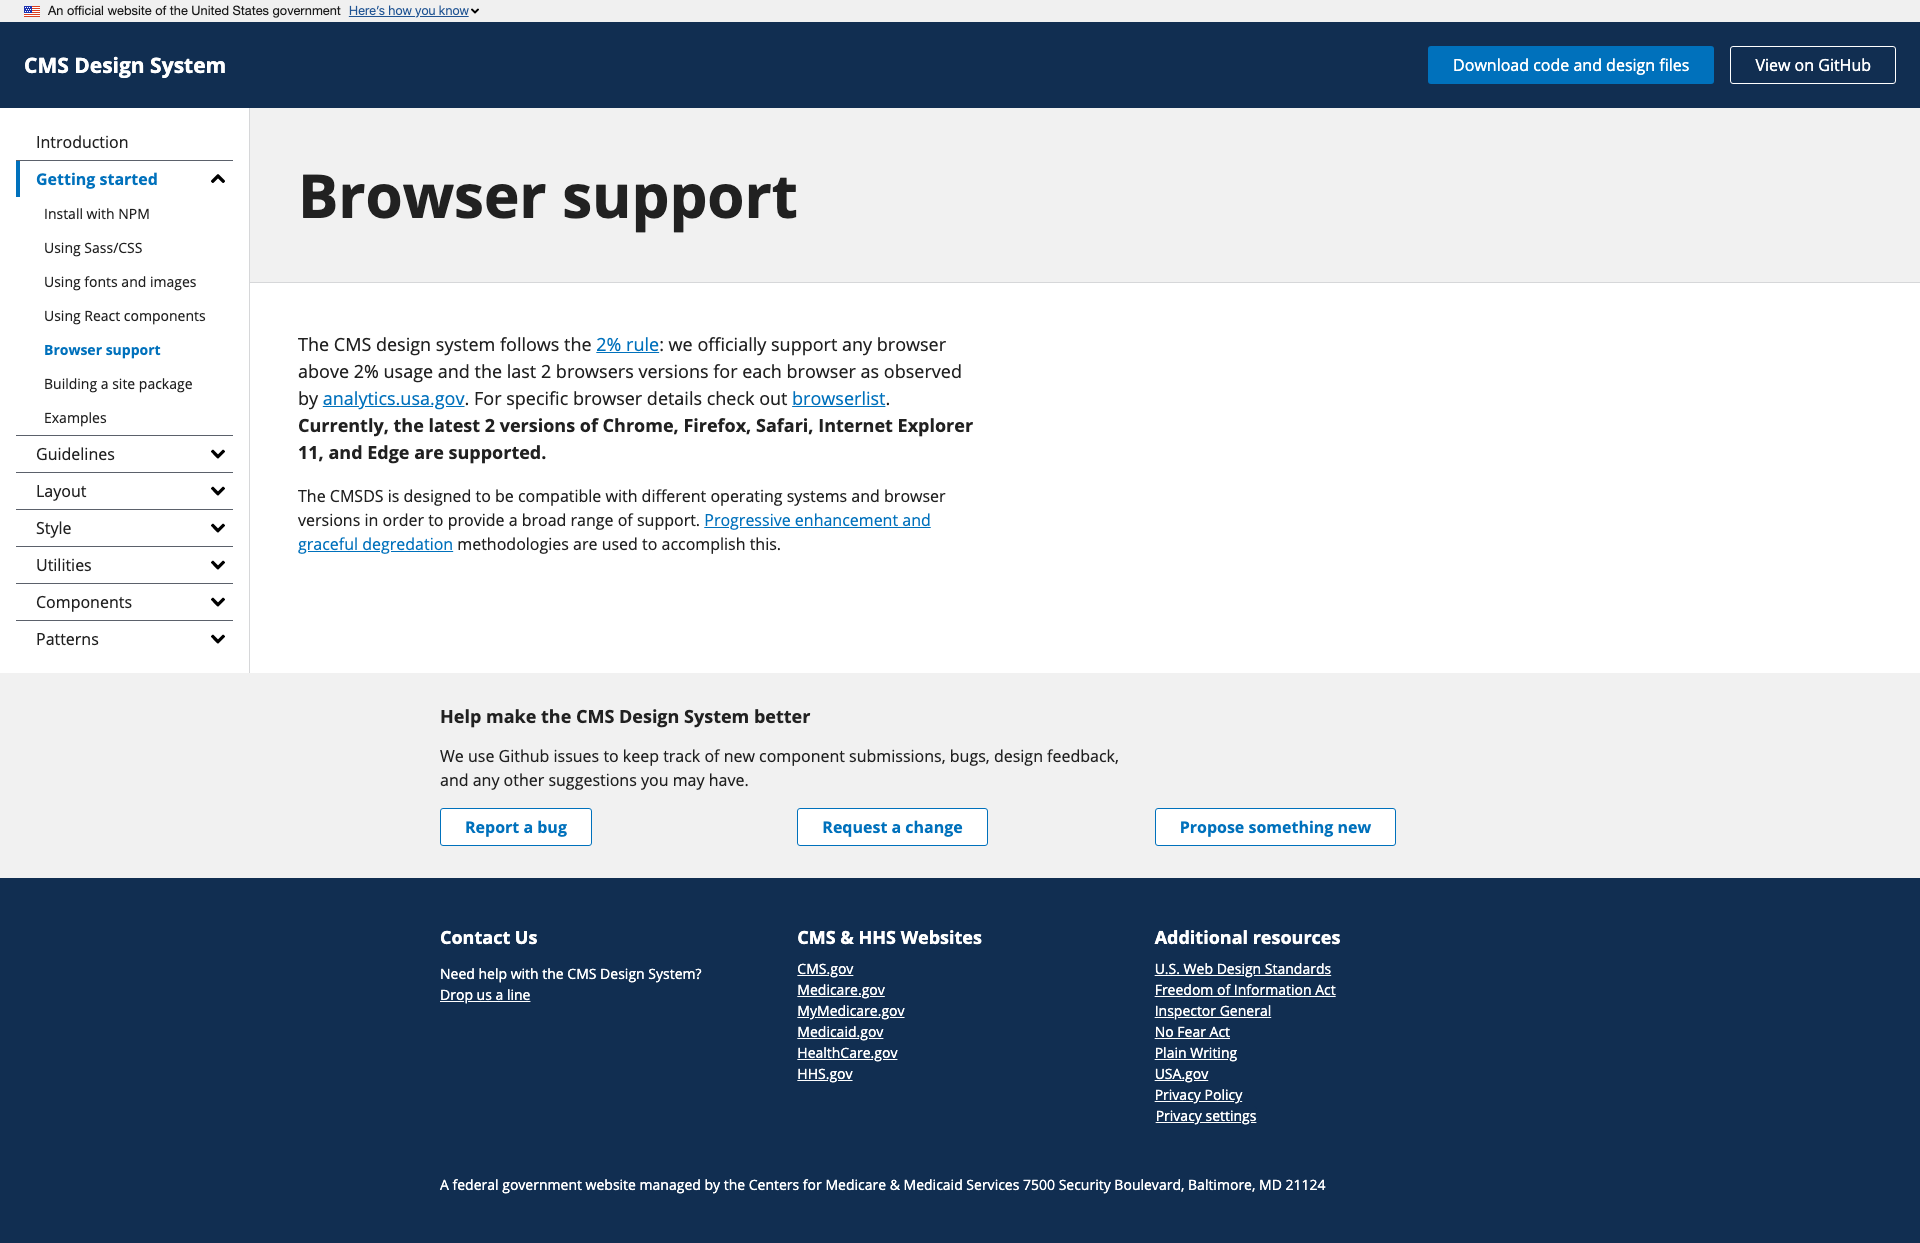 An official website of the United States government Here's how you know
CMS Design System
Download code and design files
View on GitHub
Introduction
Getting started
Install with NPM
Using Sass/CSS
Using fonts and images
Using React components
Browser support
Building a site package
Examples
Guidelines
Layout
Style
Utilities
Components
Patterns
Browser support
The CMS design system follows the 2% rule: we officially support any browser
above 2% usage and the last 2 browsers versions for each browser as observed
by analytics.usa.gov. For specific browser details check out browserlist.
Currently, the latest 2 versions of Chrome, Firefox, Safari, Internet Explorer
11, and Edge are supported.
The CMSDS is designed to be compatible with different operating systems and browser
versions in order to provide a broad range of support. Progressive enhancement and
graceful degredation methodologies are used to accomplish this.
Help make the CMS Design System better
We use Github issues to keep track of new component submissions, bugs, design feedback,
and any other suggestions you may have.
Report a bug
Request a change
Propose something new
Contact Us
Need help with the CMS Design System?
Drop us a line
CMS & HHS Websites
CMS.gov
Medicare.gov
MyMedicare.gov
Medicaid.gov
HealthCare.gov
HHS.gov
Additional resources
U.S. Web Design Standards
Freedom of Information Act
Inspector General
No Fear Act
Plain Writing
USA.gov
Privacy Policy
Privacy settings
A federal government website managed by the Centers for Medicare & Medicaid Services 7500 Security Boulevard, Baltimore, MD 21124